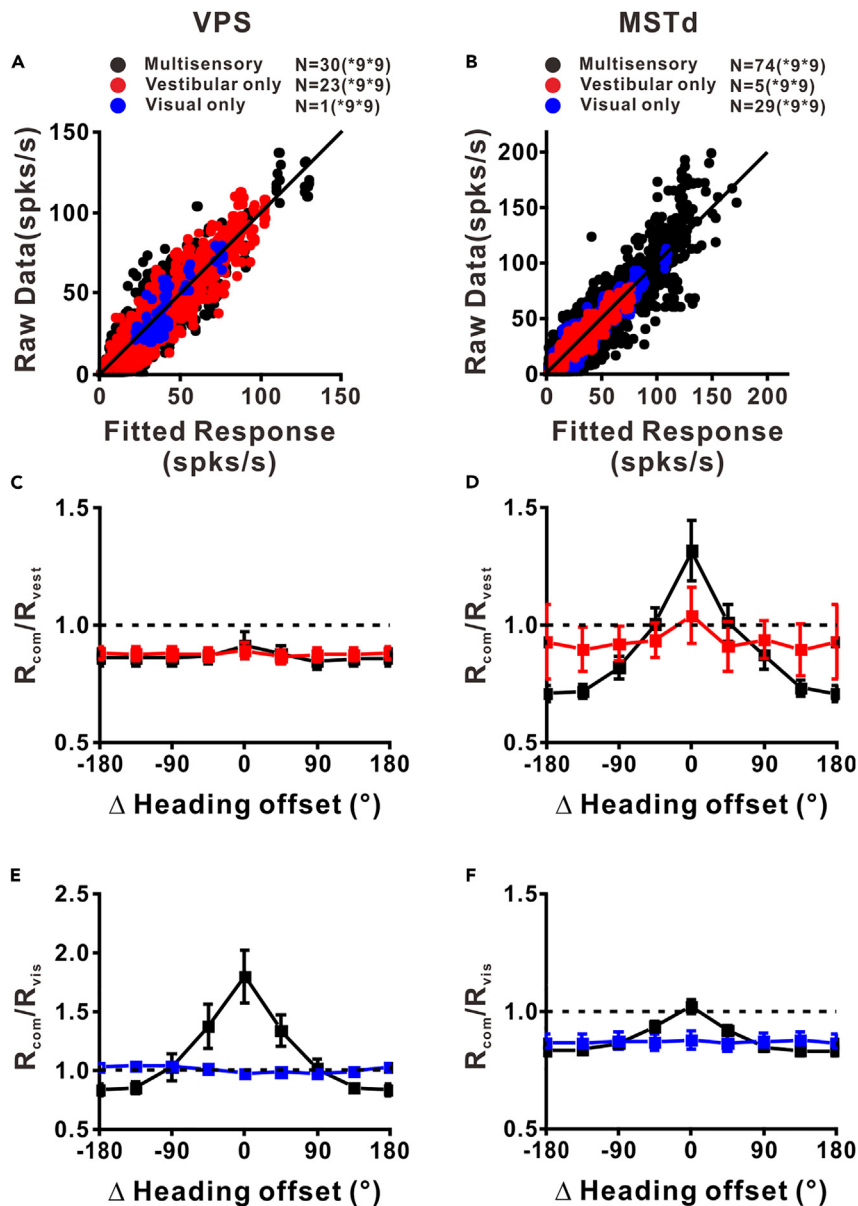 VPS
MSTd
A
Multisensory N=30(*9*9)
Vestibular only N=23(*9*9)
Visual only N=1(*9*9)
150
100
50
0
Raw Data(spks/s)
0 50 100 150
Fitted Response
(spks/s)
B
Multisensory N=74(*9*9)
Vestibular only N=5(*9*9)
Visual only N=29(*9*9)
200
150
100
50
0
Raw Data(spks/s)
0 50 100 150 200
Fitted Response
(spks/s)
C
1.5
1.0
0.5
Rcom/Rvest
-180 -90 0 90 180
Δ Heading offset (°)
D
1.5
1.0
0.5
Rcom/Rvest
-180 -90 0 90 180
Δ Heading offset (°)
E
2.5
2.0
1.5
1.0
0.5
Rcom/Rvis
-180 -90 0 90 180
Δ Heading offset (°)
F
1.5
1.0
0.5
Rcom/Rvis
-180 -90 0 90 180
Δ Heading offset (°)